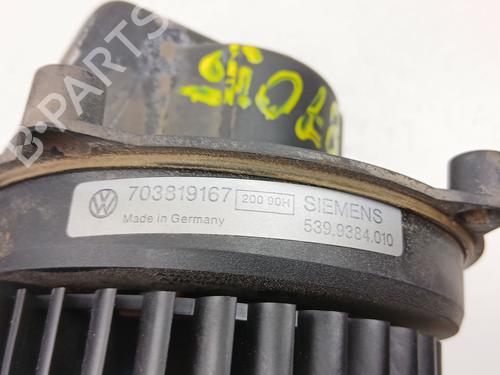 B-PARTS
703819167 200 90H SIEMENS
Made in Germany 539.9384.010